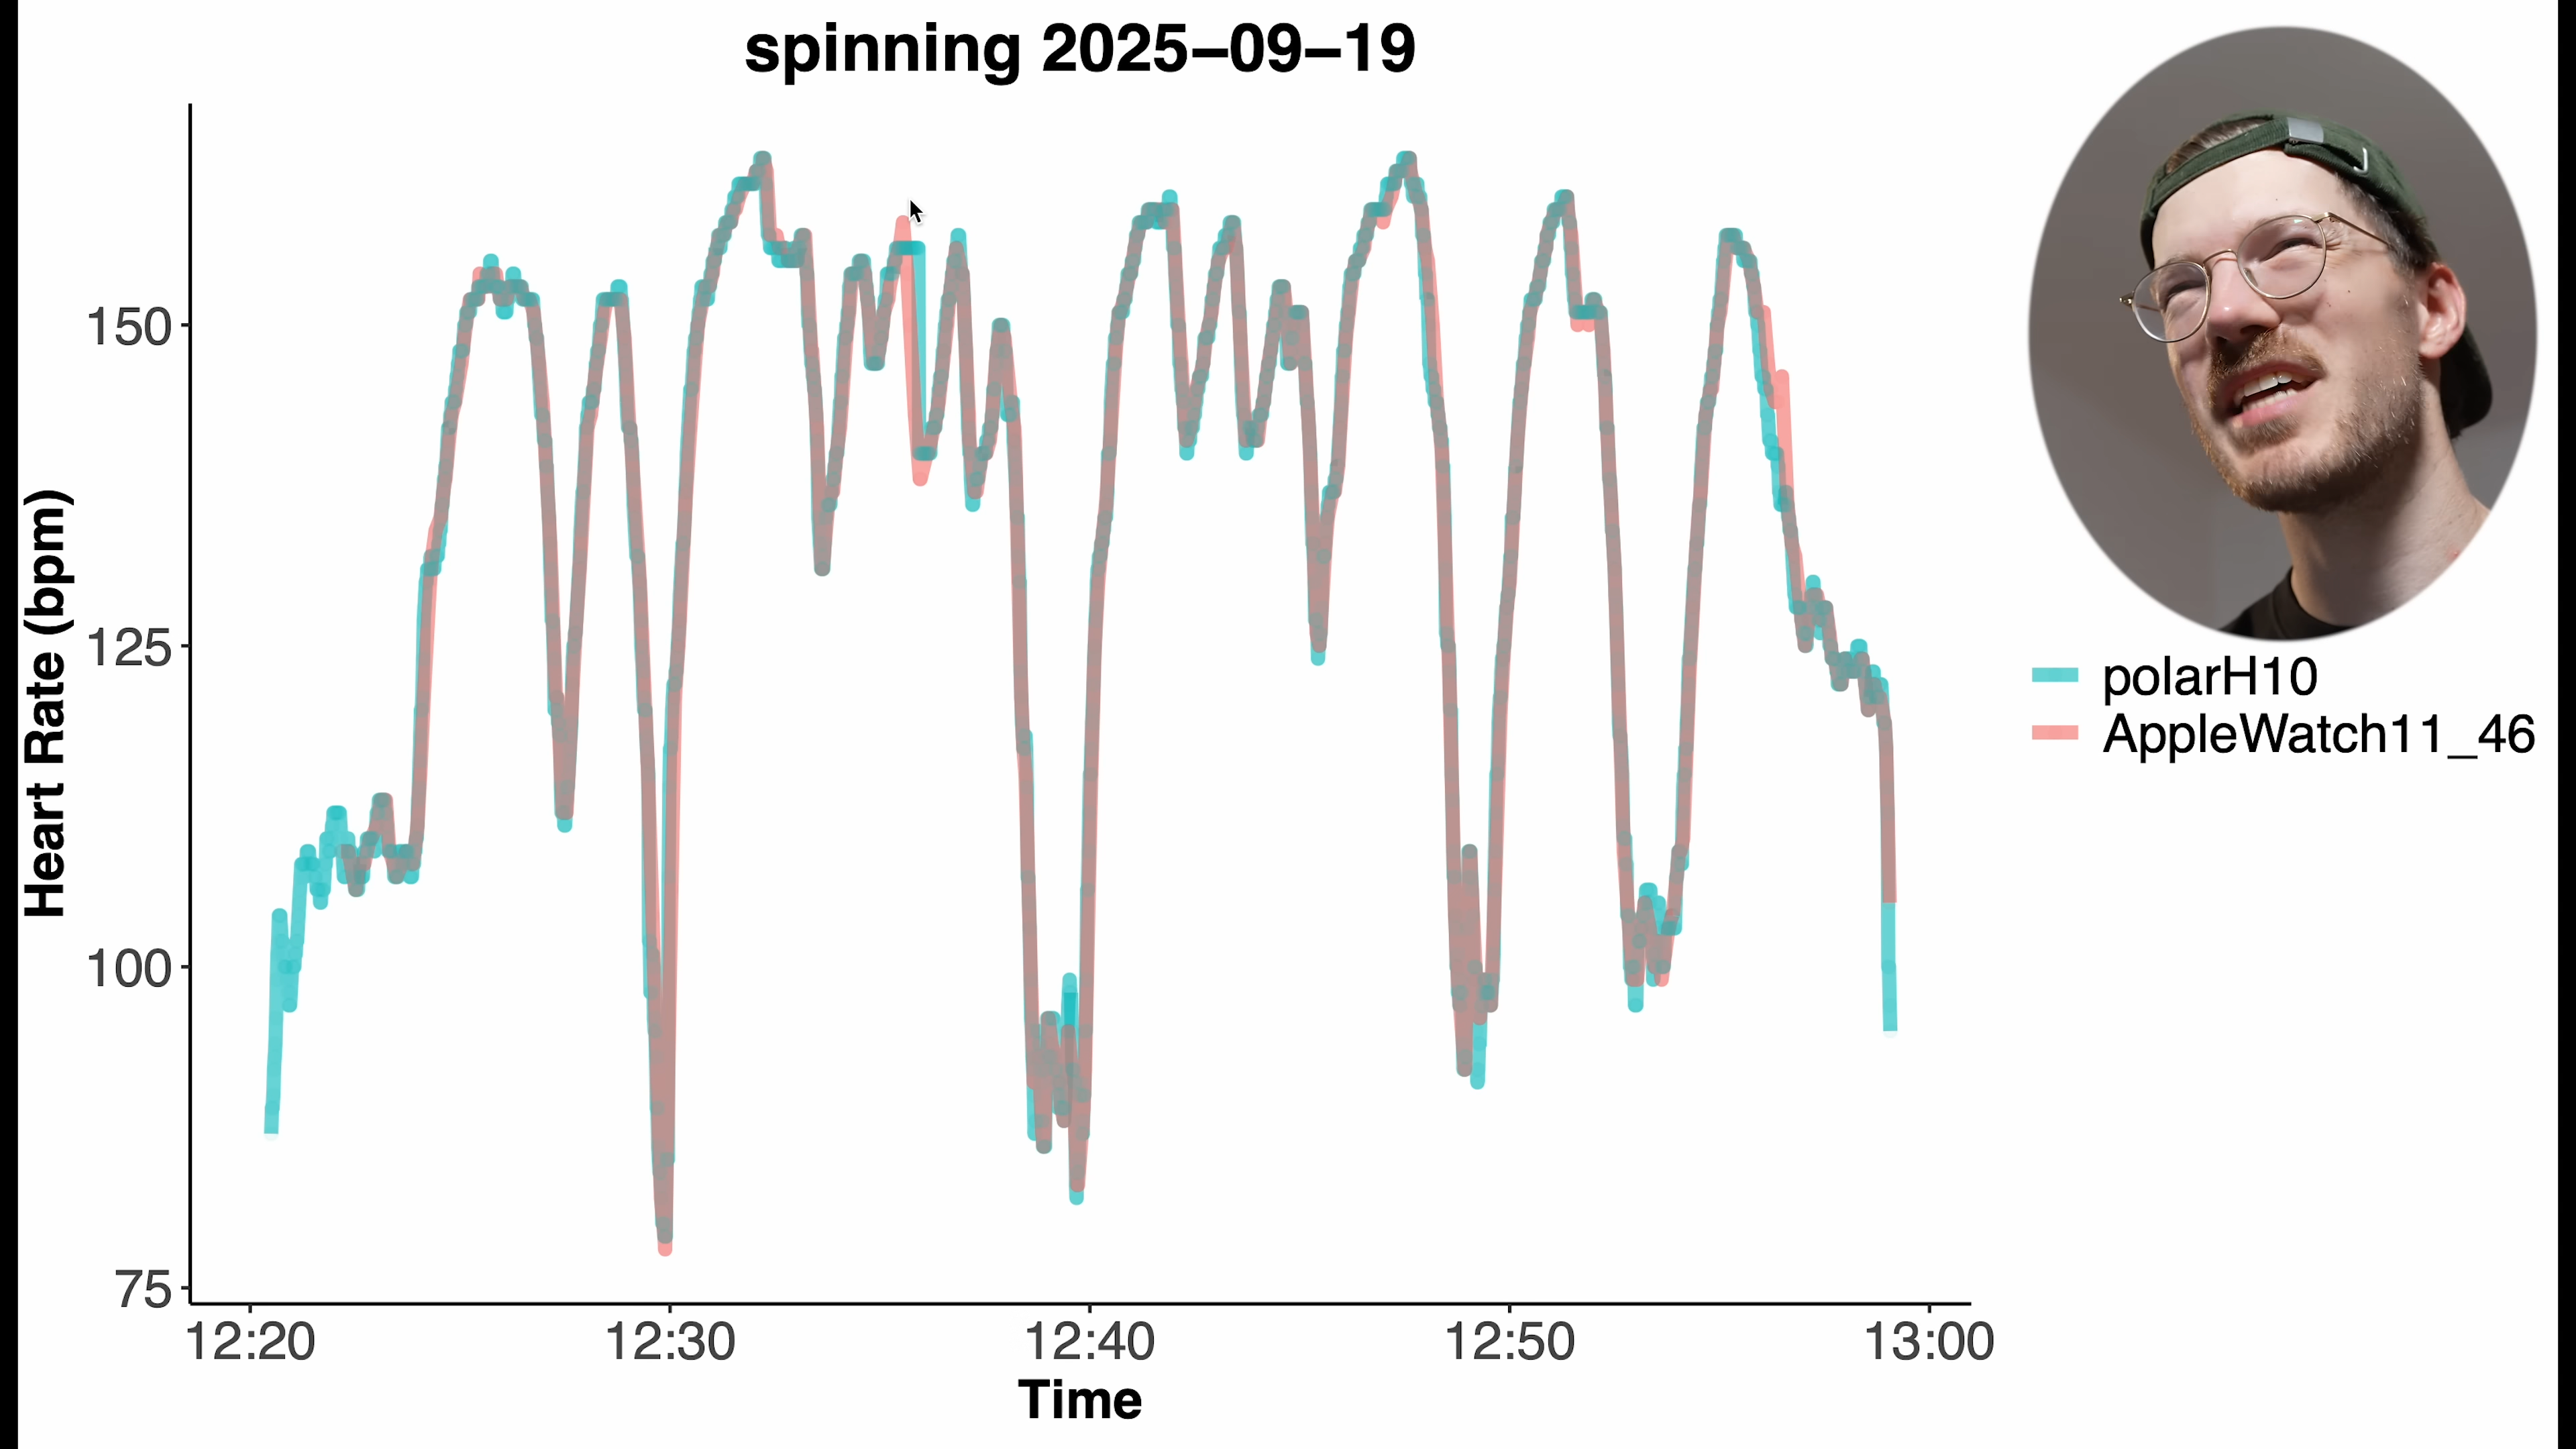 spinning 2025–09–19
Heart Rate (bpm)
150
125
100
75
12:20
12:30
12:40
12:50
13:00
Time
polarH10
AppleWatch11_46